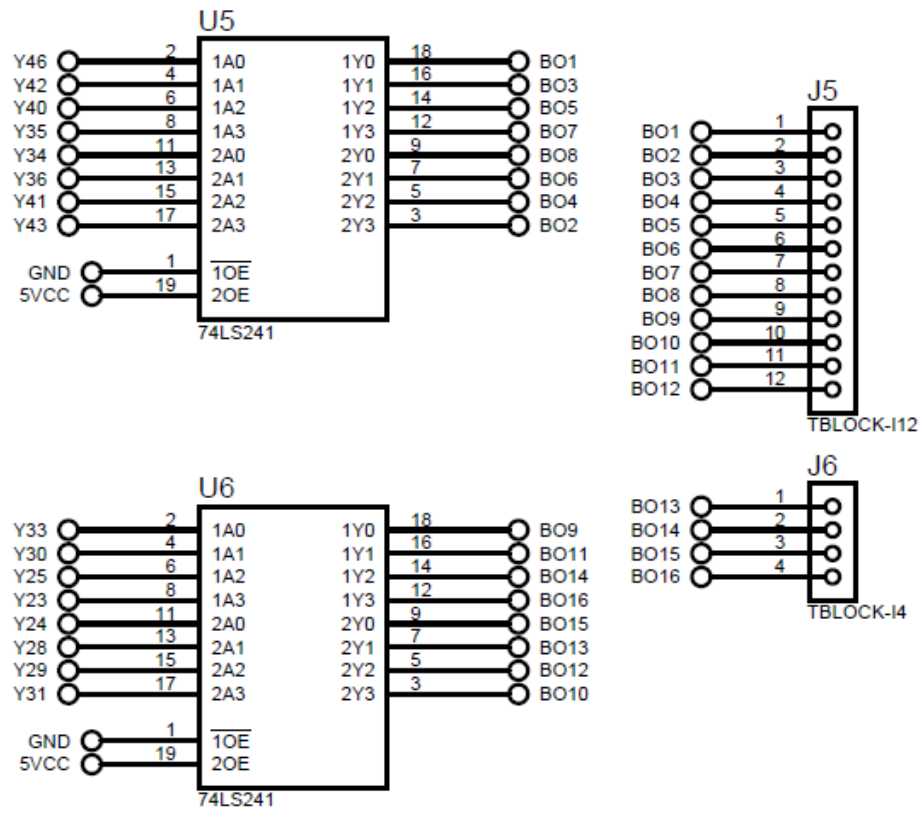 U5
Y46 2 1A0 1Y0 18 BO1
Y42 4 1A1 1Y1 16 BO3
Y40 6 1A2 1Y2 14 BO5
Y35 8 1A3 1Y3 12 BO7
Y34 11 2A0 2Y0 9 BO8
Y36 13 2A1 2Y1 7 BO6
Y41 15 2A2 2Y2 5 BO4
Y43 17 2A3 2Y3 3 BO2
GND 1 1OE
5VCC 19 2OE
74LS241
J5
BO1 1
BO2 2
BO3 3
BO4 4
BO5 5
BO6 6
BO7 7
BO8 8
BO9 9
BO10 10
BO11 11
BO12 12
TBLOCK-I12
U6
Y33 2 1A0 1Y0 18 BO9
Y30 4 1A1 1Y1 16 BO11
Y25 6 1A2 1Y2 14 BO14
Y23 8 1A3 1Y3 12 BO16
Y24 11 2A0 2Y0 9 BO15
Y28 13 2A1 2Y1 7 BO13
Y29 15 2A2 2Y2 5 BO12
Y31 17 2A3 2Y3 3 BO10
GND 1 1OE
5VCC 19 2OE
74LS241
J6
BO13 1
BO14 2
BO15 3
BO16 4
TBLOCK-I4